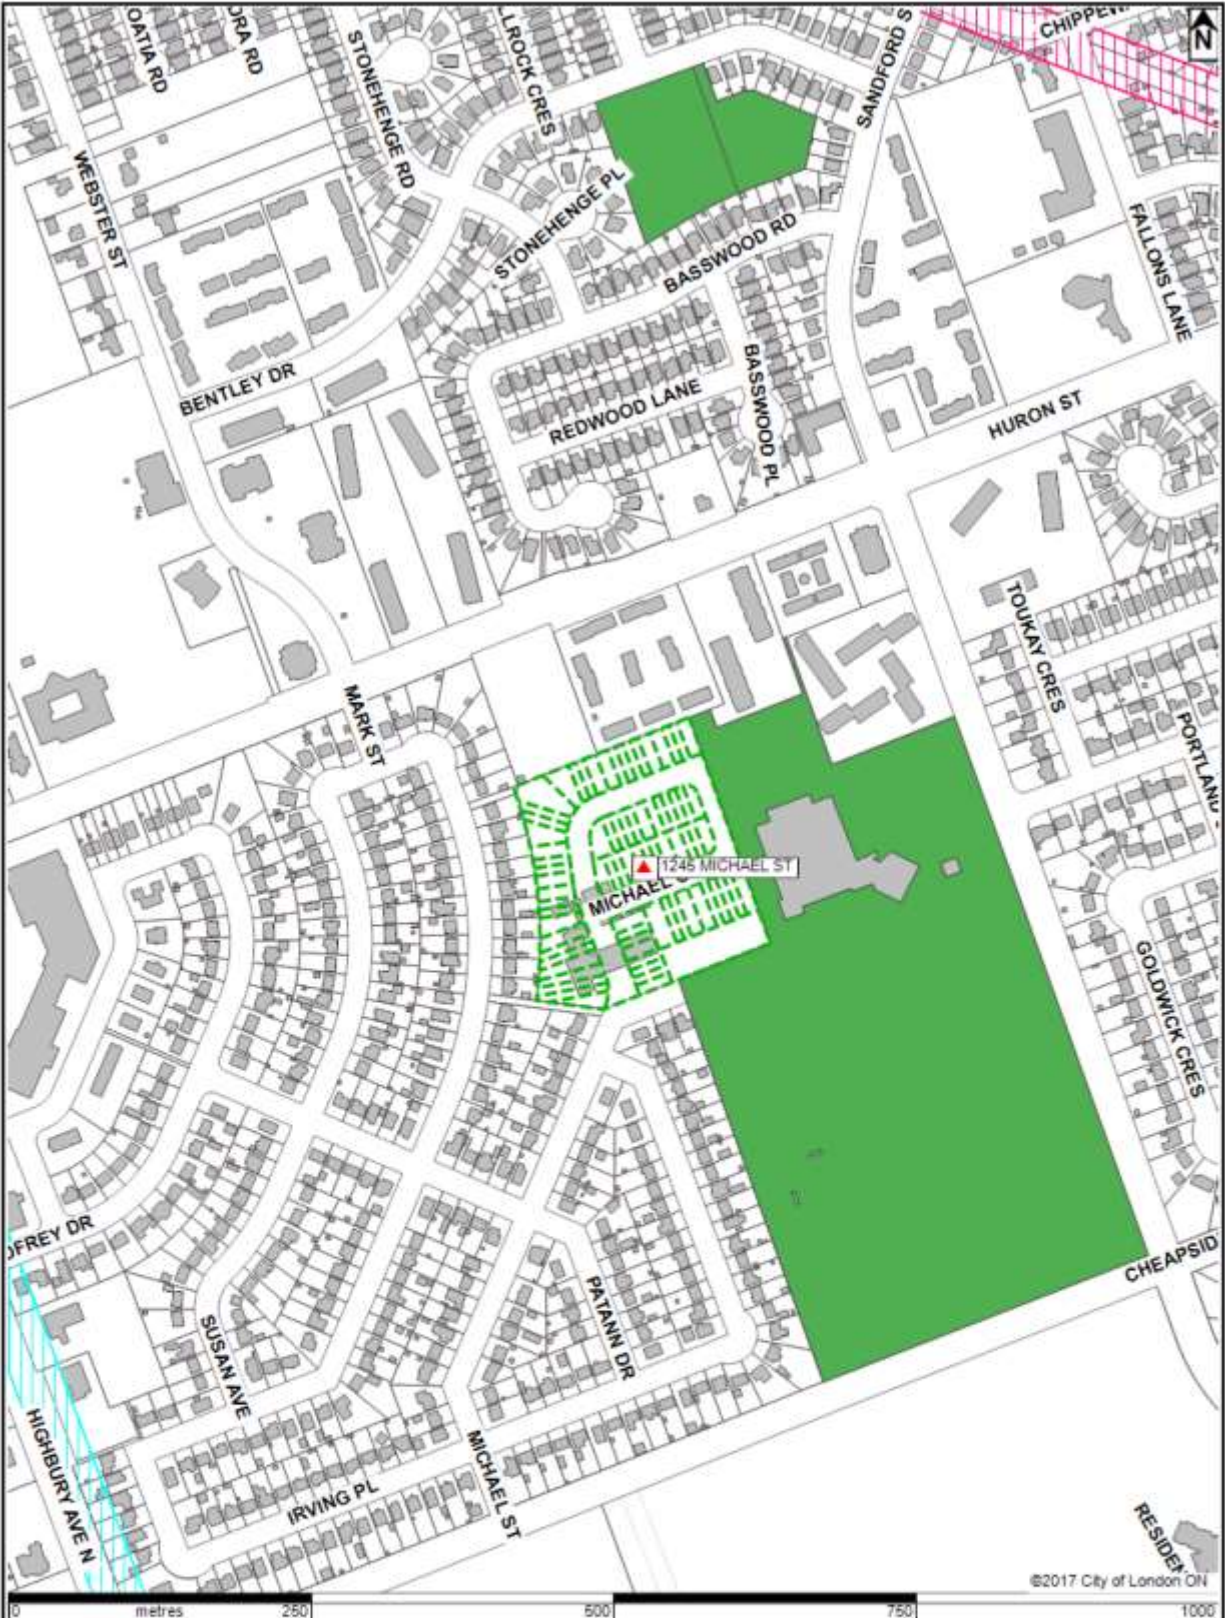 N
SANDFORD S
STONEHENGE RD
WEBSTER ST
STONEHENGE PL
BASSWOOD RD
FALLONS LANE
BENTLEY DR
BASSWOOD PL
REDWOOD LANE
HURON ST
TOUKAY CRES
MARK ST
PORTLAND
1245 MICHAEL ST
MICHAEL
GOLDWICK CRES
CHEAPSID
PATANN DR
SUSAN AVE
HIGHBURY AVE N
MICHAEL ST
IRVING PL
©2017 City of London ON
0 metres 250 500 750 1000